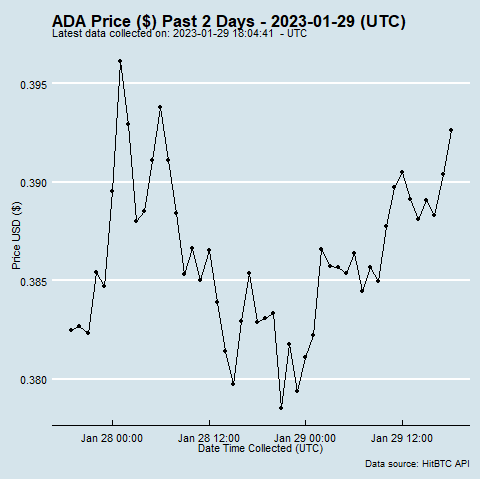 ADA Price ($) Past 2 Days - 2023-01-29 (UTC)
Latest data collected on: 2023-01-29 18:04:41  - UTC
0.395
0.390
0.385
0.380
Price USD ($)
Jan 28 00:00 Jan 28 12:00 Jan 29 00:00 Jan 29 12:00
Date Time Collected (UTC)
Data source: HitBTC API